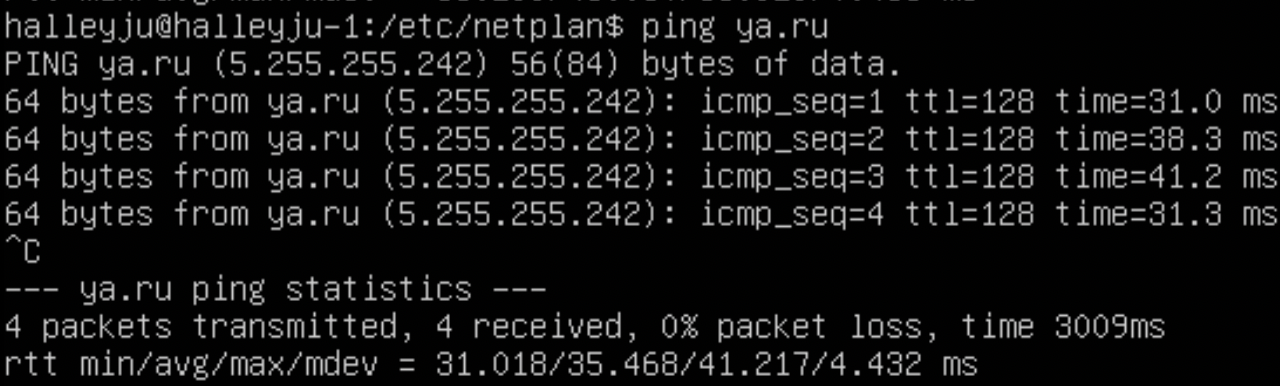 halleyju@halleyju-1:/etc/netplan$ ping ya.ru
PING ya.ru (5.255.255.242) 56(84) bytes of data.
64 bytes from ya.ru (5.255.255.242): icmp_seq=1 ttl=128 time=31.0 ms
64 bytes from ya.ru (5.255.255.242): icmp_seq=2 ttl=128 time=38.3 ms
64 bytes from ya.ru (5.255.255.242): icmp_seq=3 ttl=128 time=41.2 ms
64 bytes from ya.ru (5.255.255.242): icmp_seq=4 ttl=128 time=31.3 ms
^C
--- ya.ru ping statistics ---
4 packets transmitted, 4 received, 0% packet loss, time 3009ms
rtt min/avg/max/mdev = 31.018/35.468/41.217/4.432 ms